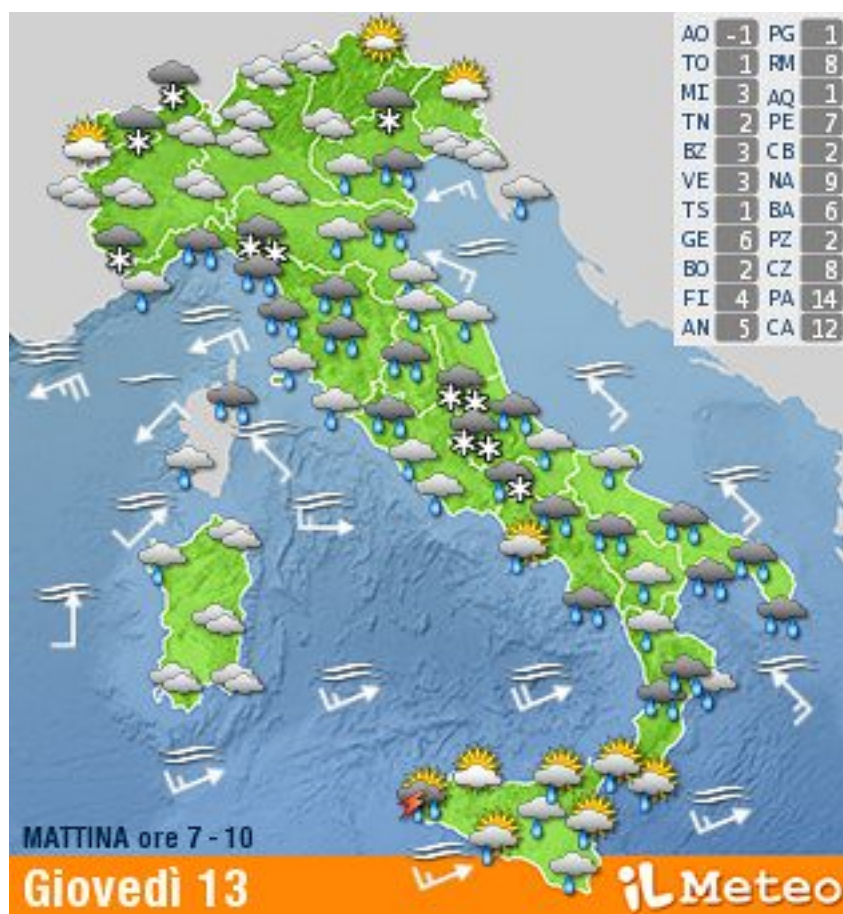 AO -1 PG 1
TO 1 RM 8
MI 3 AQ 1
TN 2 PE 7
BZ 3 CB 2
VE 3 NA 9
TS 1 BA 6
GE 6 PZ 2
BO 2 CZ 8
FI 4 PA 14
AN 5 CA 12
MATTINA ore 7 - 10
Giovedì 13
iL Meteo